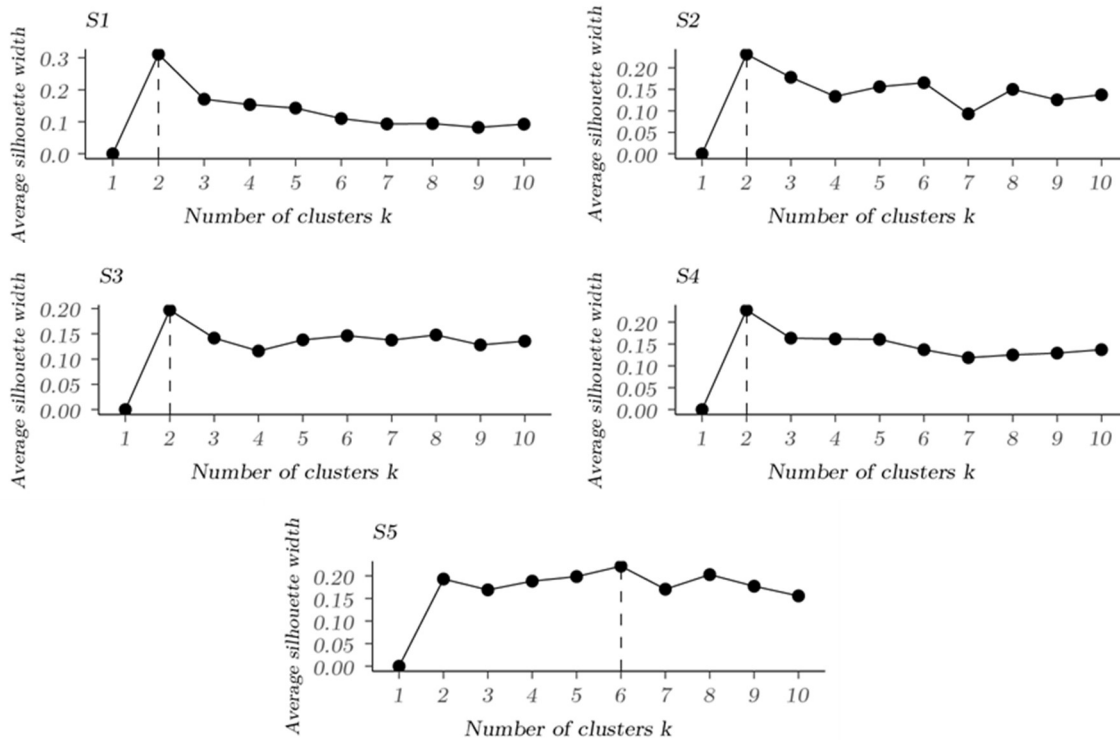 S1
Average silhouette width
0.3
0.2
0.1
0.0
1 2 3 4 5 6 7 8 9 10
Number of clusters k
S2
Average silhouette width
0.20
0.15
0.10
0.05
0.00
1 2 3 4 5 6 7 8 9 10
Number of clusters k
S3
Average silhouette width
0.20
0.15
0.10
0.05
0.00
1 2 3 4 5 6 7 8 9 10
Number of clusters k
S4
Average silhouette width
0.20
0.15
0.10
0.05
0.00
1 2 3 4 5 6 7 8 9 10
Number of clusters k
S5
Average silhouette width
0.20
0.15
0.10
0.05
0.00
1 2 3 4 5 6 7 8 9 10
Number of clusters k